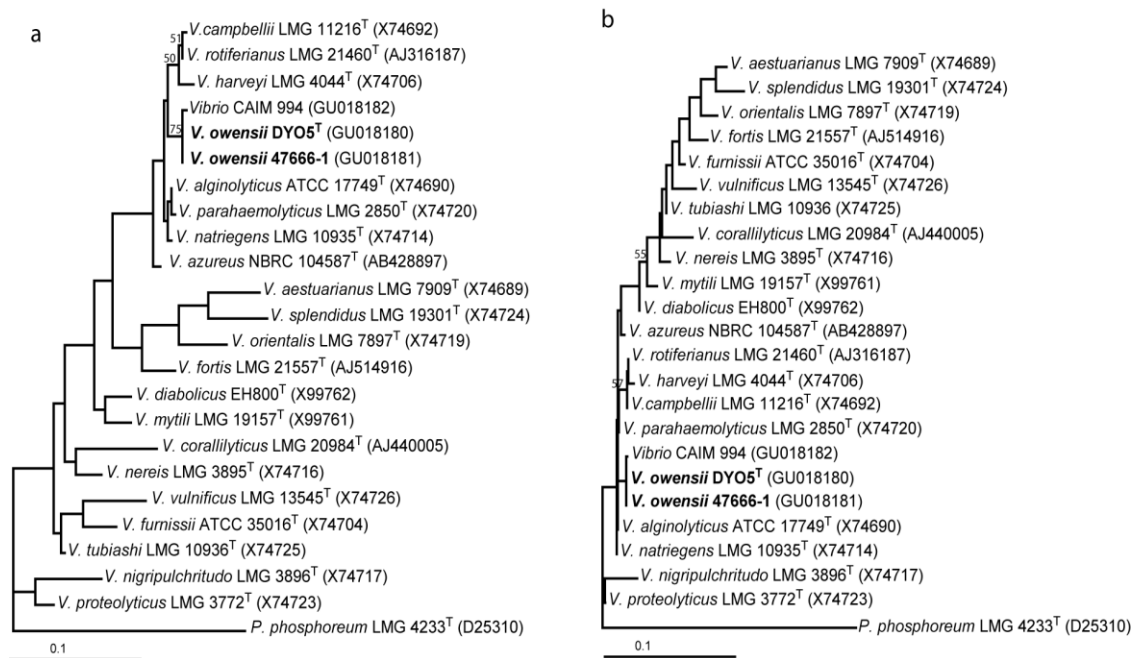 a
V.campbellii LMG 11216T (X74692)
51
V. rotiferianus LMG 21460T (AJ316187)
50
V. harveyi LMG 4044T (X74706)
Vibrio CAIM 994 (GU018182)
75
V. owensii DYO5T (GU018180)
V. owensii 47666-1 (GU018181)
V. alginolyticus ATCC 17749T (X74690)
V. parahaemolyticus LMG 2850T (X74720)
V. natriegens LMG 10935T (X74714)
V. azureus NBRC 104587T (AB428897)
V. aestuarianus LMG 7909T (X74689)
V. splendidus LMG 19301T (X74724)
V. orientalis LMG 7897T (X74719)
V. fortis LMG 21557T (AJ514916)
V. diabolicus EH800T (X99762)
V. mytili LMG 19157T (X99761)
V. corallilyticus LMG 20984T (AJ440005)
V. nereis LMG 3895T (X74716)
V. vulnificus LMG 13545T (X74726)
V. furnissii ATCC 35016T (X74704)
V. tubiashi LMG 10936T (X74725)
V. nigripulchritudo LMG 3896T (X74717)
V. proteolyticus LMG 3772T (X74723)
P. phosphoreum LMG 4233T (D25310)
0.1
b
V. aestuarianus LMG 7909T (X74689)
V. splendidus LMG 19301T (X74724)
V. orientalis LMG 7897T (X74719)
V. fortis LMG 21557T (AJ514916)
V. furnissii ATCC 35016T (X74704)
V. vulnificus LMG 13545T (X74726)
V. tubiashi LMG 10936 (X74725)
V. corallilyticus LMG 20984T (AJ440005)
V. nereis LMG 3895T (X74716)
55
V. mytili LMG 19157T (X99761)
V. diabolicus EH800T (X99762)
V. azureus NBRC 104587T (AB428897)
V. rotiferianus LMG 21460T (AJ316187)
57
V. harveyi LMG 4044T (X74706)
V.campbellii LMG 11216T (X74692)
V. parahaemolyticus LMG 2850T (X74720)
Vibrio CAIM 994 (GU018182)
V. owensii DYO5T (GU018180)
V. owensii 47666-1 (GU018181)
V. alginolyticus ATCC 17749T (X74690)
V. natriegens LMG 10935T (X74714)
V. nigripulchritudo LMG 3896T (X74717)
V. proteolyticus LMG 3772T (X74723)
P. phosphoreum LMG 4233T (D25310)
0.1